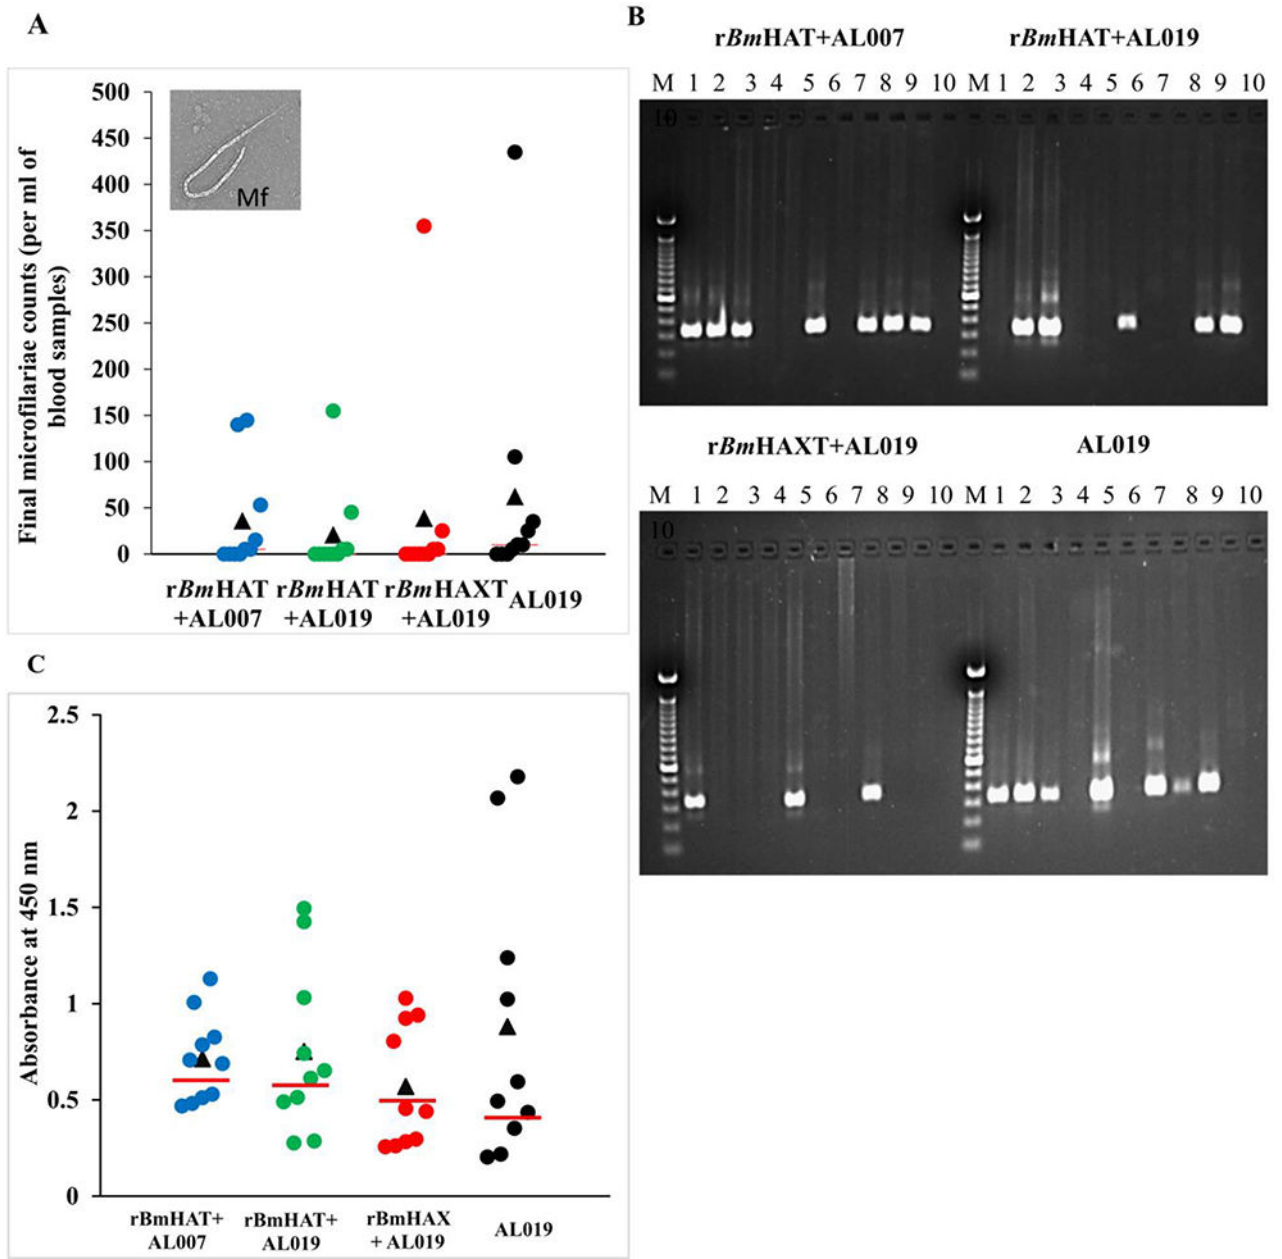 A
500
450
400
350
300
250
200
150
100
50
0
Final microfilariae counts (per ml of
blood samples)
Mf
rBmHAT
+AL007
rBmHAT
+AL019
rBmHAXT
+AL019
AL019
B
rBmHAT+AL007
rBmHAT+AL019
M 1 2 3 4 5 6 7 8 9 10
M 1 2 3 4 5 6 7 8 9 10
10
rBmHAXT+AL019
AL019
M 1 2 3 4 5 6 7 8 9 10
M 1 2 3 4 5 6 7 8 9 10
10
C
2.5
2
1.5
1
0.5
0
Absorbance at 450 nm
rBmHAT+
AL007
rBmHAT+
AL019
rBmHAX
+ AL019
AL019